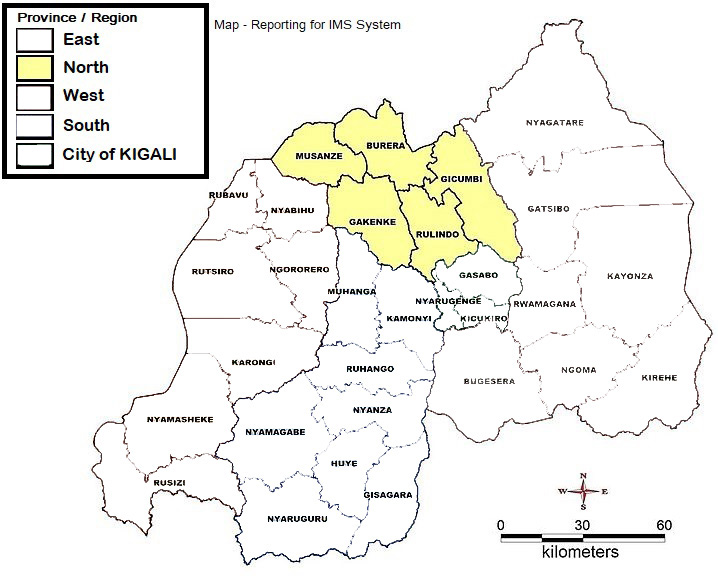 Province / Region
East
North
West
South
City of KIGALI
Map - Reporting for IMS System
NYAGATARE
BURERA
MUSANZE
GICUMBI
RUBAVU
NYABIHU
GATSIBO
GAKENKE
RULINDO
RUTSIRO
NGORORERO
GASABO
KAYONZA
MUHANGA
NYARUGENGE
RWAMAGANA
KAMONYI
KICUKIRO
KARONGI
RUHANGO
NGOMA
BUGESERA
KIREHE
NYAMASHEKE
NYANZA
NYAMAGABE
HUYE
RUSIZI
GISAGARA
NYARUGURU
N
W E
S
0 30 60
kilometers